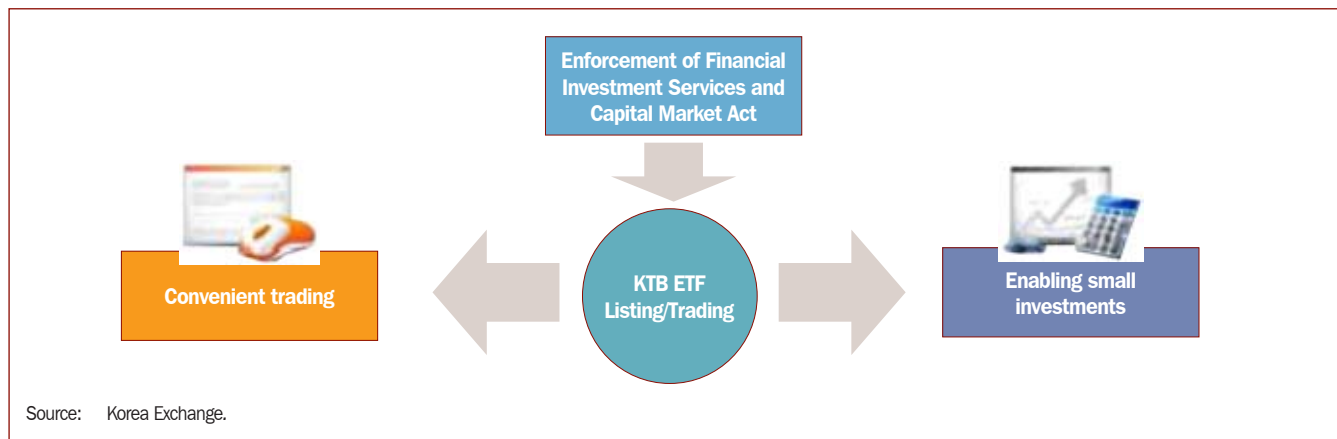 Enforcement of Financial
Investment Services and
Capital Market Act
Convenient trading
KTB ETF
Listing/Trading
Enabling small
investments
Source: Korea Exchange.